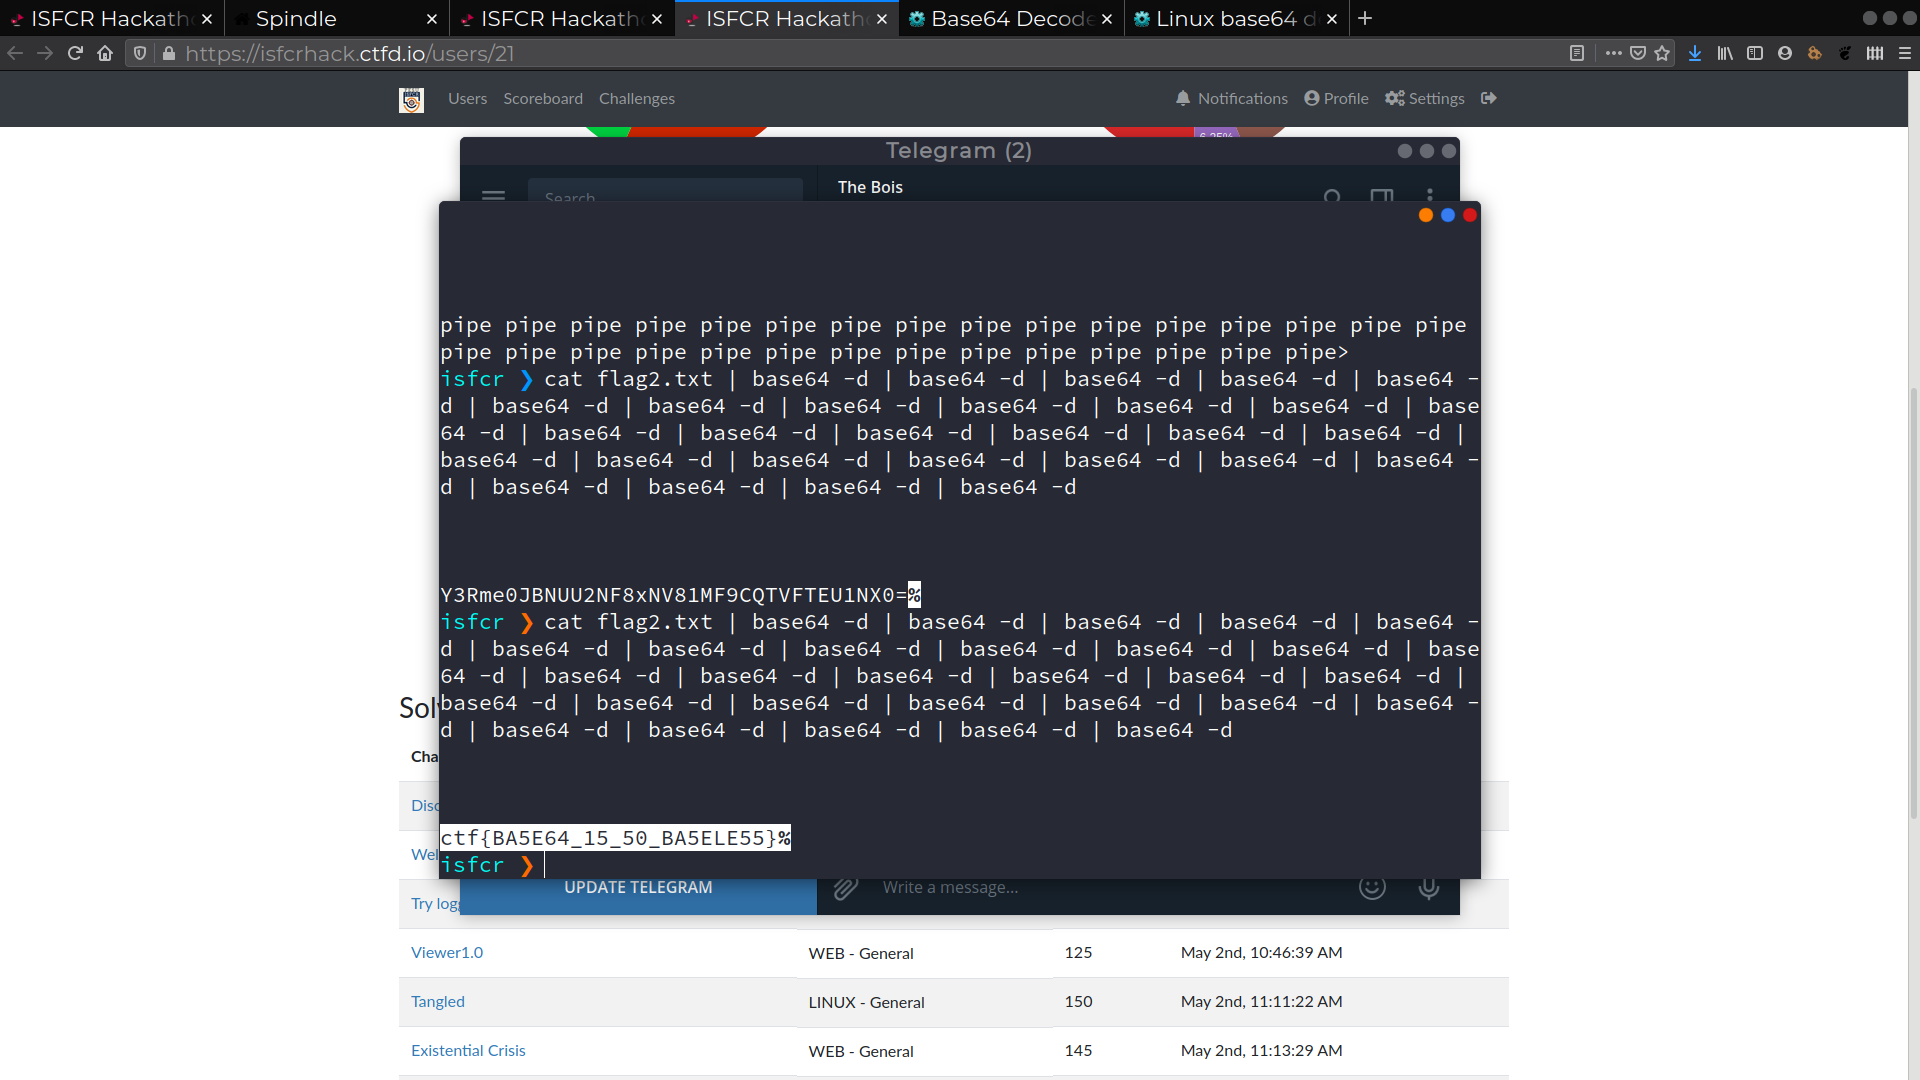 ISFCR Hackath
Spindle
ISFCR Hackath
ISFCR Hackath
Base64 Decode
Linux base64 d
https://isfcrhack.ctfd.io/users/21
Users Scoreboard Challenges Notifications Profile Settings
6.25%
Telegram (2)
Search
The Bois
pipe pipe pipe pipe pipe pipe pipe pipe pipe pipe pipe pipe pipe pipe pipe pipe
pipe pipe pipe pipe pipe pipe pipe pipe pipe pipe pipe pipe pipe pipe>
isfcr ❯ cat flag2.txt | base64 -d | base64 -d | base64 -d | base64 -d | base64 -
d | base64 -d | base64 -d | base64 -d | base64 -d | base64 -d | base64 -d | base
64 -d | base64 -d | base64 -d | base64 -d | base64 -d | base64 -d | base64 -d |
base64 -d | base64 -d | base64 -d | base64 -d | base64 -d | base64 -d | base64 -
d | base64 -d | base64 -d | base64 -d | base64 -d
Y3Rme0JBNUU2NF8xNV81MF9CQTVFTEU1NX0=%
isfcr ❯ cat flag2.txt | base64 -d | base64 -d | base64 -d | base64 -d | base64 -
d | base64 -d | base64 -d | base64 -d | base64 -d | base64 -d | base64 -d | base
64 -d | base64 -d | base64 -d | base64 -d | base64 -d | base64 -d | base64 -d |
base64 -d | base64 -d | base64 -d | base64 -d | base64 -d | base64 -d | base64 -
d | base64 -d | base64 -d | base64 -d | base64 -d | base64 -d
ctf{BA5E64_15_50_BA5ELE55}%
isfcr ❯
UPDATE TELEGRAM
Write a message...
Sol
Cha
Disc
Wel
Try logg
Viewer1.0 WEB - General 125 May 2nd, 10:46:39 AM
Tangled LINUX - General 150 May 2nd, 11:11:22 AM
Existential Crisis WEB - General 145 May 2nd, 11:13:29 AM